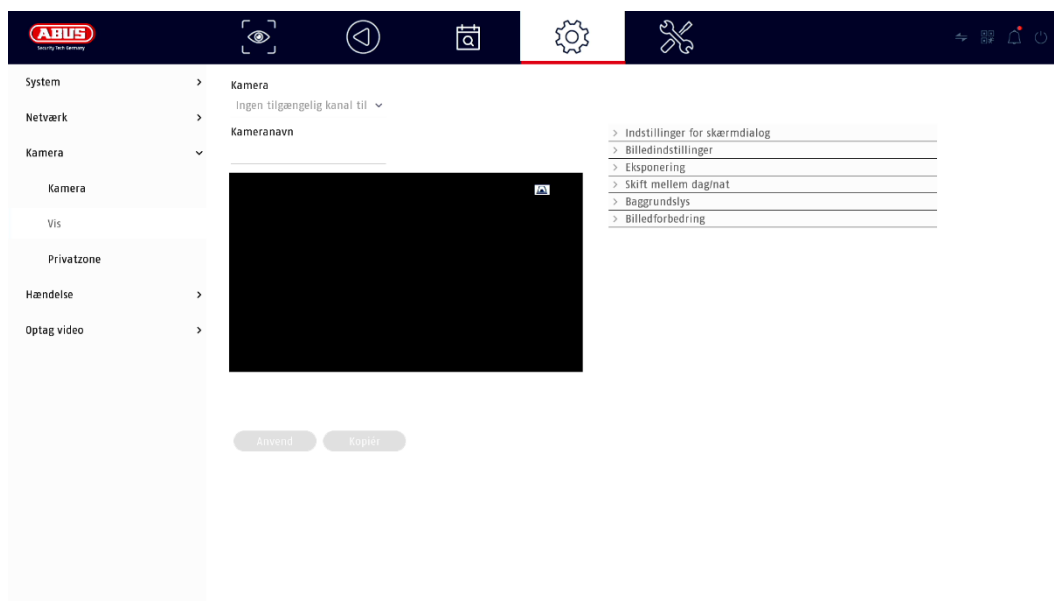 ABUS
Security Tech Germany
System
Netværk
Kamera
Kamera
Vis
Privatzone
Hændelse
Optag video
Kamera
Ingen tilgængelig kanal til
Kameranavn
Anvend
Kopiér
Indstillinger for skærmdialog
Billedindstillinger
Eksponering
Skift mellem dag/nat
Baggrundslys
Billedforbedring